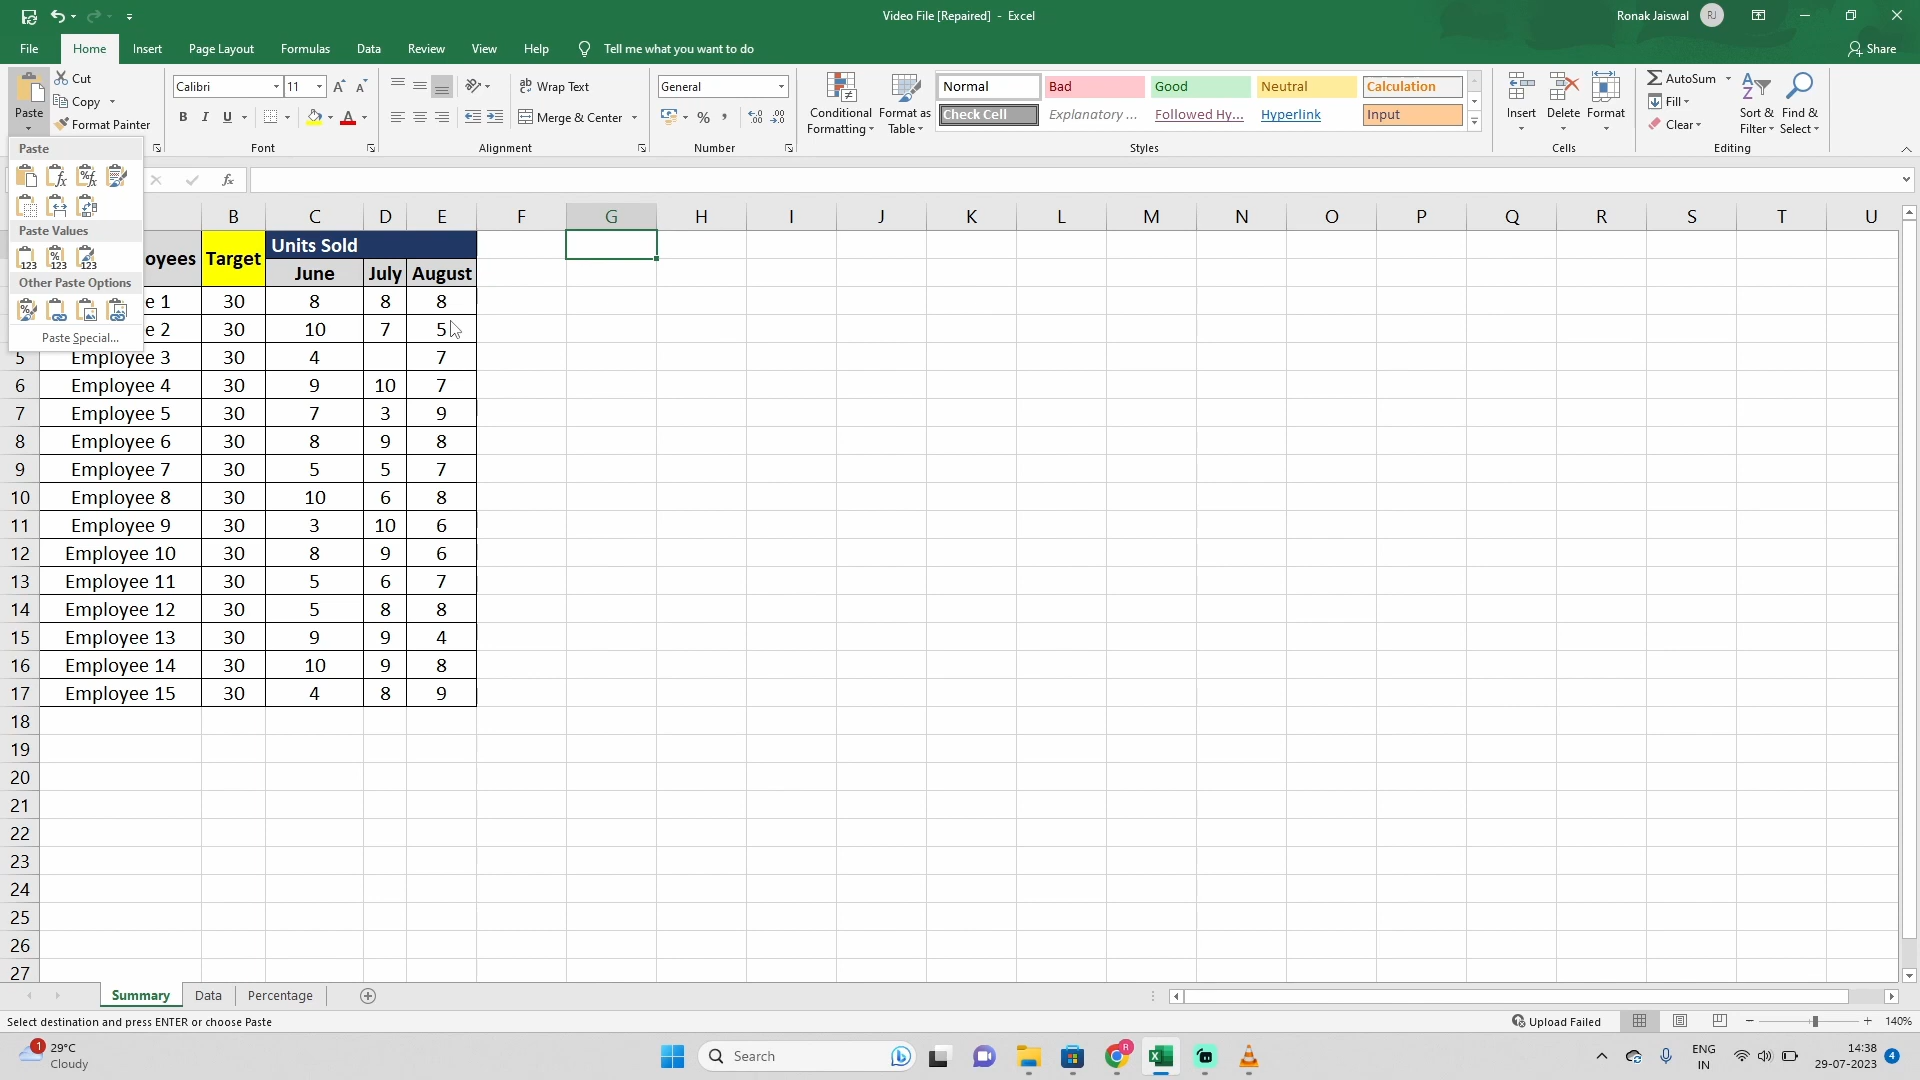 Video File [Repaired] - Excel
Ronak Jaiswal RJ
File Home Insert Page Layout Formulas Data Review View Help Tell me what you want to do Share
Paste
Cut
Copy
Format Painter
Calibri 11
A A
B I U A
Font
Wrap Text
Merge & Center
Alignment
General
% ,
Number
Conditional Formatting
Format as Table
Normal Bad Good Neutral Calculation
Check Cell Explanatory ... Followed Hy... Hyperlink Input
Styles
Insert Delete Format
Cells
AutoSum
Fill
Clear
Sort & Filter
Find & Select
Editing
Paste
Paste Values
123 123 123
Other Paste Options
Paste Special...
fx
B C D E F G H I J K L M N O P Q R S T U
oyees Target Units Sold
June July August
e 1 30 8 8 8
e 2 30 10 7 5
5 Employee 3 30 4 7
6 Employee 4 30 9 10 7
7 Employee 5 30 7 3 9
8 Employee 6 30 8 9 8
9 Employee 7 30 5 5 7
10 Employee 8 30 10 6 8
11 Employee 9 30 3 10 6
12 Employee 10 30 8 9 6
13 Employee 11 30 5 6 7
14 Employee 12 30 5 8 8
15 Employee 13 30 9 9 4
16 Employee 14 30 10 9 8
17 Employee 15 30 4 8 9
18
19
20
21
22
23
24
25
26
27
Summary Data Percentage
Select destination and press ENTER or choose Paste
Upload Failed
140%
1
29°C
Cloudy
Search
R
ENG
IN
14:38
29-07-2023
4